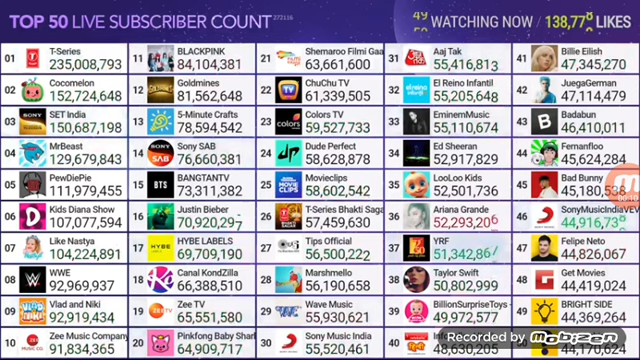 TOP 50 LIVE SUBSCRIBER COUNT 272116
WATCHING NOW / 138,77 LIKES
01 T-Series 235,008,793
02 Cocomelon 152,724,648
03 SET India 150,687,198
04 MrBeast 129,679,843
05 PewDiePie 111,979,455
06 Kids Diana Show 107,077,594
07 Like Nastya 104,224,891
08 WWE 92,969,937
09 Vlad and Niki 92,919,434
10 Zee Music Company 91,834,365
11 BLACKPINK 84,104,381
12 Goldmines 81,562,648
13 5-Minute Crafts 78,594,542
14 Sony SAB 76,660,381
15 BANGTANTV 73,311,382
16 Justin Bieber 70,920,297
17 HYBE LABELS 69,709,190
18 Canal KondZilla 66,388,510
19 Zee TV 65,551,580
20 Pinkfong Baby Shark 64,909,717
21 Shemaroo Filmi Gaa 63,661,600
22 ChuChu TV 61,339,505
23 Colors TV 59,527,733
24 Dude Perfect 58,628,878
25 Movieclips 58,602,542
26 T-Series Bhakti Saga 57,459,630
27 Tips Official 56,500,222
28 Marshmello 56,190,658
29 Wave Music 55,930,621
30 Sony Music India 55,520,461
31 Aaj Tak 55,416,813
32 El Reino Infantil 55,205,648
33 EminemMusic 55,110,674
34 Ed Sheeran 52,917,829
35 LooLoo Kids 52,501,736
36 Ariana Grande 52,293,206
37 YRF 51,342,86
38 Taylor Swift 50,802,999
39 BillionSurpriseToys - 49,972,577
40 48,630,205
41 Billie Eilish 47,345,270
42 JuegaGerman 47,114,479
43 Badabun 46,410,011
44 Fernanfloo 45,624,284
45 Bad Bunny 45,180,538
46 SonyMusicIndiaVEV 44,916,73
47 Felipe Neto 44,826,067
48 Get Movies 44,419,024
49 BRIGHT SIDE 44,369,264
Recorded by MOBIZEN